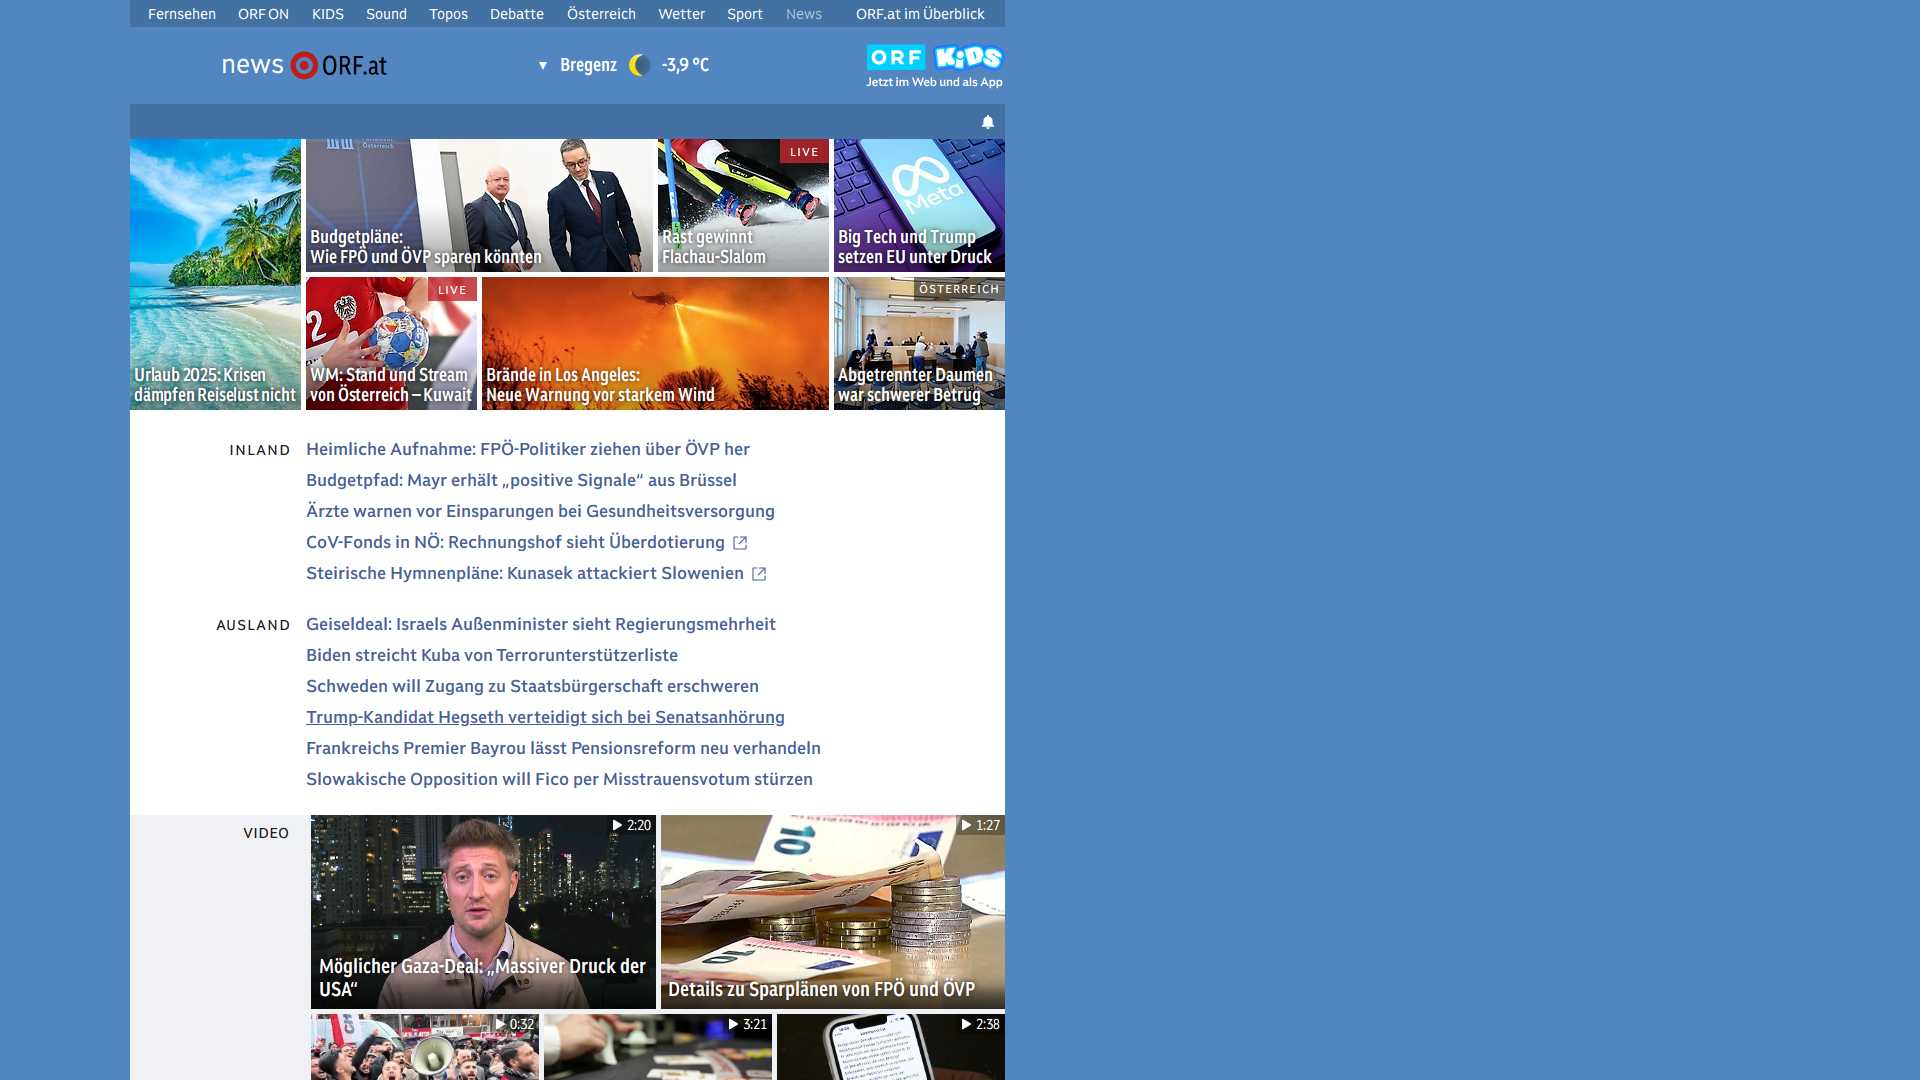 Fernsehen ORF ON KIDS Sound Topos Debatte Österreich Wetter Sport News ORF.at im Überblick
news ORF.at
Bregenz -3,9 °C
ORF KiDS
Jetzt im Web und als App
Urlaub 2025: Krisen
dämpfen Reiselust nicht
Budgetpläne:
Wie FPÖ und ÖVP sparen könnten
LIVE
Rast gewinnt
Flachau-Slalom
Meta
Big Tech und Trump
setzen EU unter Druck
LIVE
WM: Stand und Stream
von Österreich – Kuwait
Brände in Los Angeles:
Neue Warnung vor starkem Wind
ÖSTERREICH
Abgetrennter Daumen
war schwerer Betrug
INLAND
Heimliche Aufnahme: FPÖ-Politiker ziehen über ÖVP her
Budgetpfad: Mayr erhält „positive Signale“ aus Brüssel
Ärzte warnen vor Einsparungen bei Gesundheitsversorgung
CoV-Fonds in NÖ: Rechnungshof sieht Überdotierung
Steirische Hymnenpläne: Kunasek attackiert Slowenien
AUSLAND
Geiseldeal: Israels Außenminister sieht Regierungsmehrheit
Biden streicht Kuba von Terrorunterstützerliste
Schweden will Zugang zu Staatsbürgerschaft erschweren
Trump-Kandidat Hegseth verteidigt sich bei Senatsanhörung
Frankreichs Premier Bayrou lässt Pensionsreform neu verhandeln
Slowakische Opposition will Fico per Misstrauensvotum stürzen
VIDEO
2:20
Möglicher Gaza-Deal: „Massiver Druck der
USA“
1:27
10
10
Details zu Sparplänen von FPÖ und ÖVP
0:32
3:21
2:38